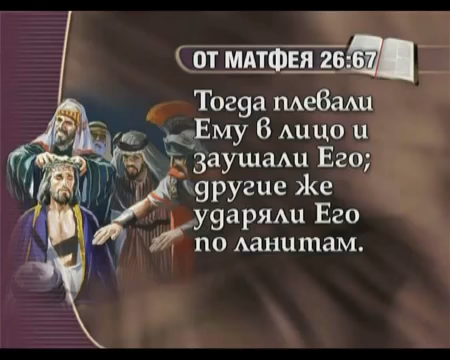 ОТ МАТФЕЯ 26:67
Тогда плевали
Ему в лицо и
заушали Его;
другие же
ударяли Его
по ланитам.